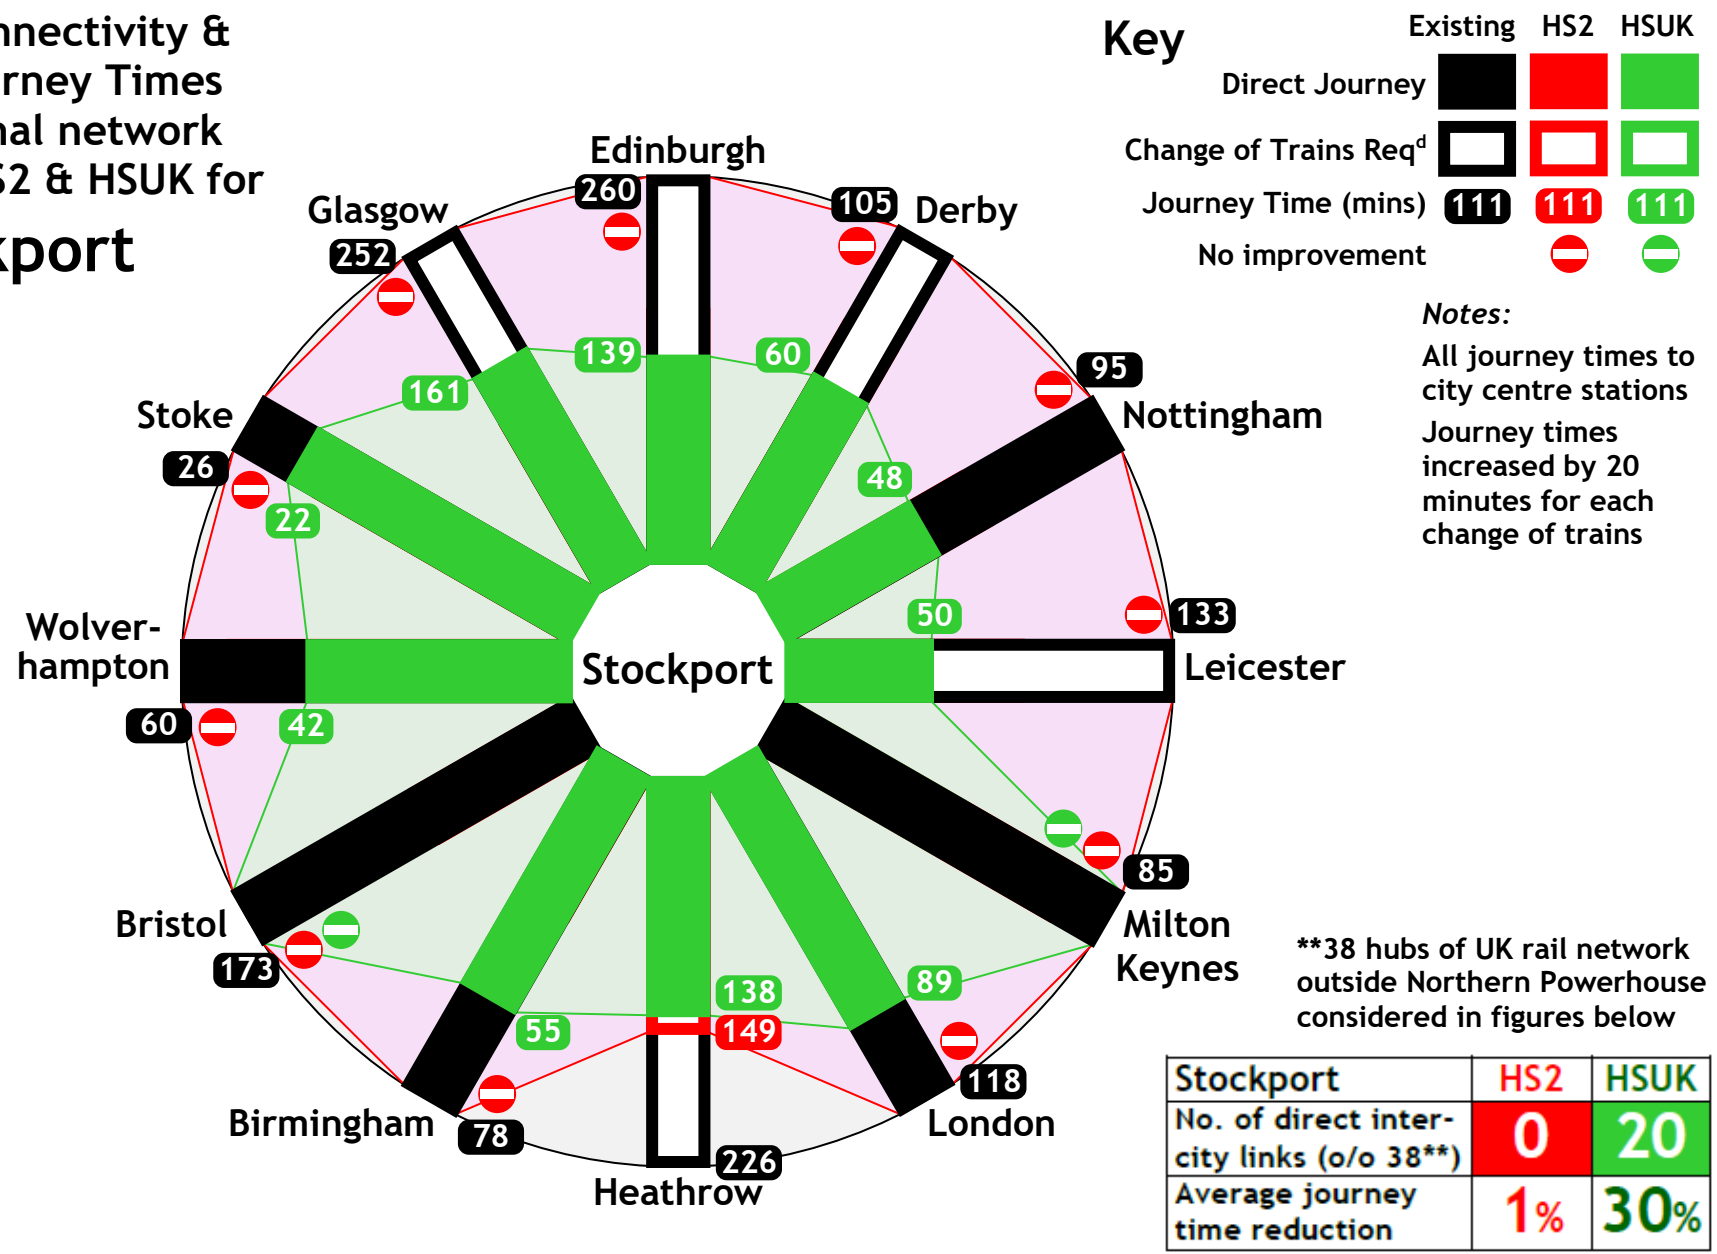 nnectivity &
rney Times
nal network
S2 & HSUK for
kport
Key
Existing HS2 HSUK
Direct Journey
Change of Trains Reqd
Journey Time (mins) 111 111 111
No improvement
Notes:
All journey times to
city centre stations
Journey times
increased by 20
minutes for each
change of trains
Edinburgh
260
139
Derby
105
60
Nottingham
95
48
Leicester
133
50
Milton
Keynes
85
London
118
89
Heathrow
226
149
138
Birmingham
78
55
Bristol
173
Wolver-
hampton
60
42
Stoke
26
22
Glasgow
252
161
Stockport
**38 hubs of UK rail network
outside Northern Powerhouse
considered in figures below
Stockport HS2 HSUK
No. of direct inter-
city links (o/o 38**) 0 20
Average journey
time reduction 1% 30%